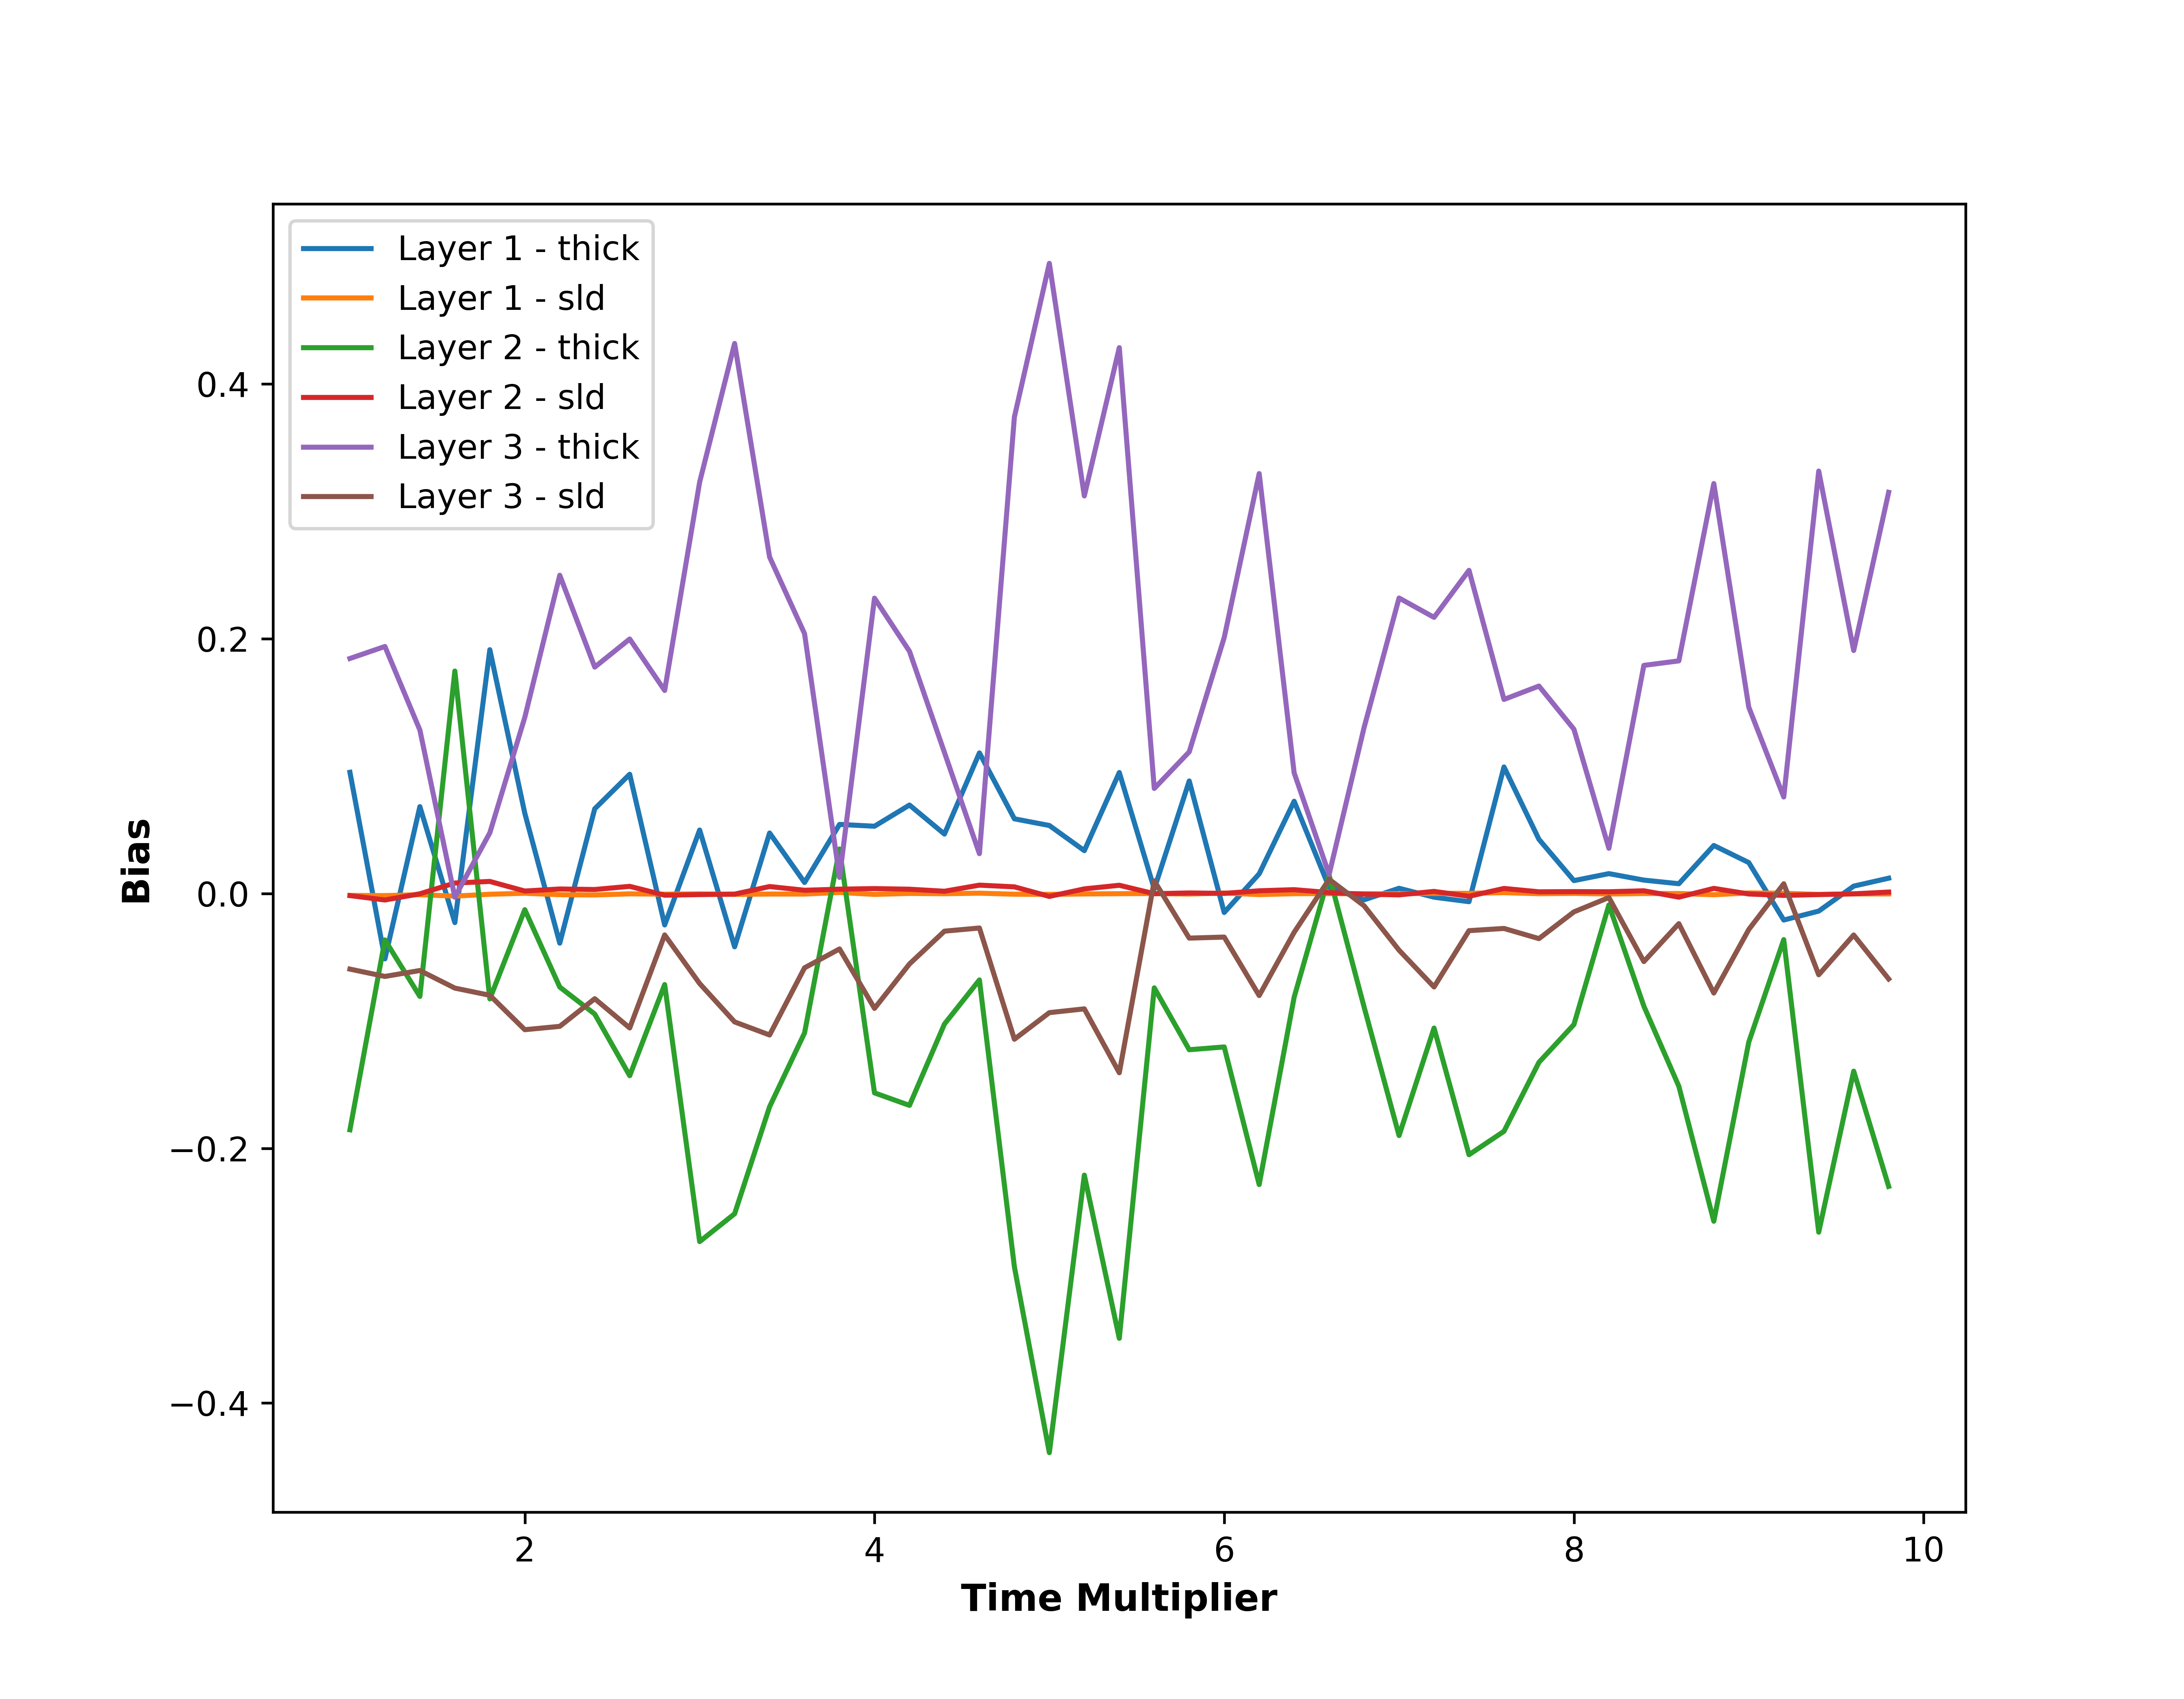 Layer 1 - thick
Layer 1 - sld
Layer 2 - thick
Layer 2 - sld
Layer 3 - thick
Layer 3 - sld
0.4
0.2
0.0
−0.2
−0.4
Bias
2 4 6 8 10
Time Multiplier